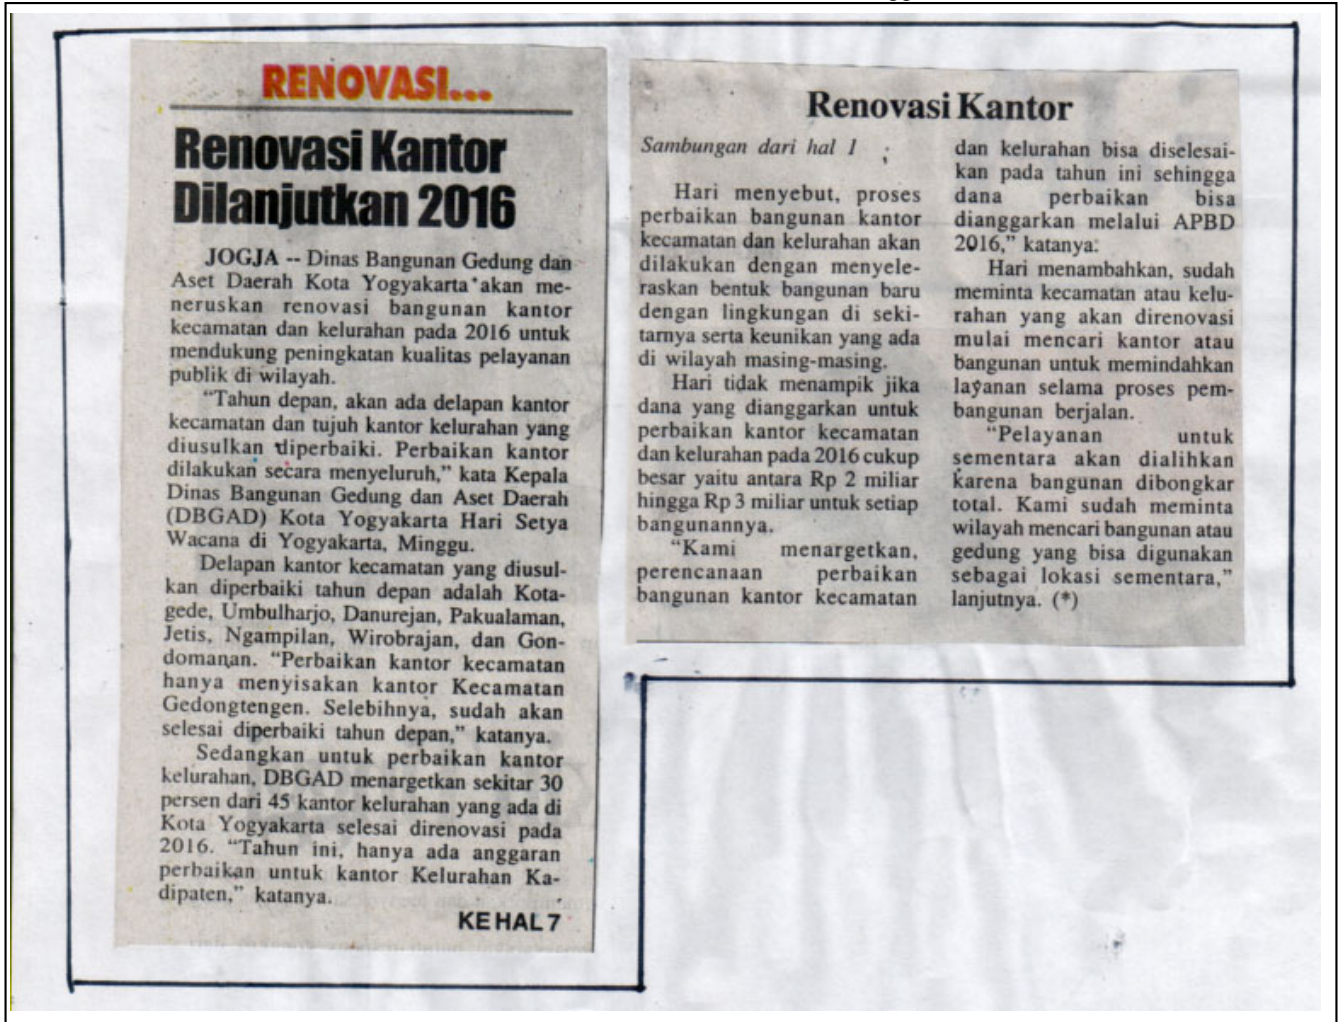 RENOVASI...
Renovasi Kantor
Dilanjutkan 2016
JOGJA -- Dinas Bangunan Gedung dan
Aset Daerah Kota Yogyakarta akan me-
neruskan renovasi bangunan kantor
kecamatan dan kelurahan pada 2016 untuk
mendukung peningkatan kualitas pelayanan
publik di wilayah.
“Tahun depan, akan ada delapan kantor
kecamatan dan tujuh kantor kelurahan yang
diusulkan diperbaiki. Perbaikan kantor
dilakukan secara menyeluruh,” kata Kepala
Dinas Bangunan Gedung dan Aset Daerah
(DBGAD) Kota Yogyakarta Hari Setya
Wacana di Yogyakarta, Minggu.
Delapan kantor kecamatan yang diusul-
kan diperbaiki tahun depan adalah Kota-
gede, Umbulharjo, Danurejan, Pakualaman,
Jetis, Ngampilan, Wirobrajan, dan Gon-
domanan. “Perbaikan kantor kecamatan
hanya menyisakan kantor Kecamatan
Gedongtengen. Selebihnya, sudah akan
selesai diperbaiki tahun depan,” katanya.
Sedangkan untuk perbaikan kantor
kelurahan, DBGAD menargetkan sekitar 30
persen dari 45 kantor kelurahan yang ada di
Kota Yogyakarta selesai direnovasi pada
2016. “Tahun ini, hanya ada anggaran
perbaikan untuk kantor Kelurahan Ka-
dipaten,” katanya.
KE HAL 7
Renovasi Kantor
Sambungan dari hal 1
Hari menyebut, proses
perbaikan bangunan kantor
kecamatan dan kelurahan akan
dilakukan dengan menyele-
raskan bentuk bangunan baru
dengan lingkungan di seki-
tarnya serta keunikan yang ada
di wilayah masing-masing.
Hari tidak menampik jika
dana yang dianggarkan untuk
perbaikan kantor kecamatan
dan kelurahan pada 2016 cukup
besar yaitu antara Rp 2 miliar
hingga Rp 3 miliar untuk setiap
bangunannya.
“Kami menargetkan,
perencanaan perbaikan
bangunan kantor kecamatan
dan kelurahan bisa diselesai-
kan pada tahun ini sehingga
dana perbaikan bisa
dianggarkan melalui APBD
2016,” katanya.
Hari menambahkan, sudah
meminta kecamatan atau kelu-
rahan yang akan direnovasi
mulai mencari kantor atau
bangunan untuk memindahkan
layanan selama proses pem-
bangunan berjalan.
“Pelayanan untuk
sementara akan dialihkan
karena bangunan dibongkar
total. Kami sudah meminta
wilayah mencari bangunan atau
gedung yang bisa digunakan
sebagai lokasi sementara,”
lanjutnya. (*)